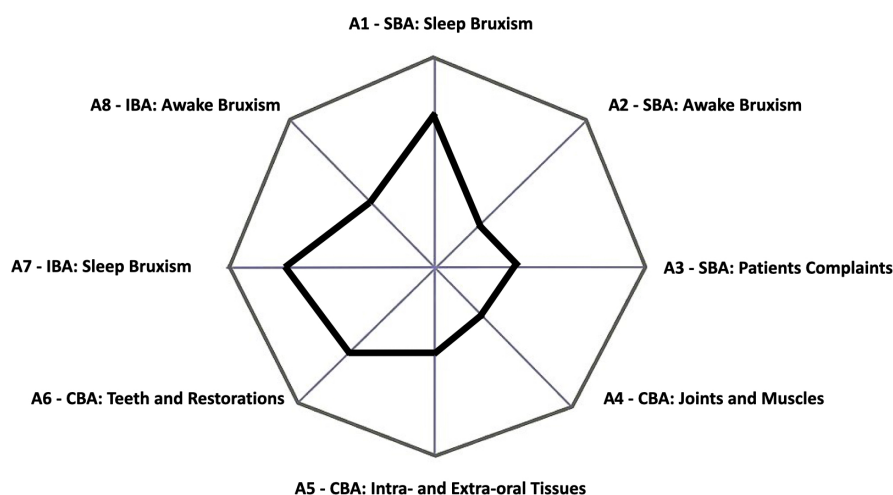 A1 - SBA: Sleep Bruxism
A8 - IBA: Awake Bruxism
A2 - SBA: Awake Bruxism
A7 - IBA: Sleep Bruxism
A3 - SBA: Patients Complaints
A6 - CBA: Teeth and Restorations
A4 - CBA: Joints and Muscles
A5 - CBA: Intra- and Extra-oral Tissues